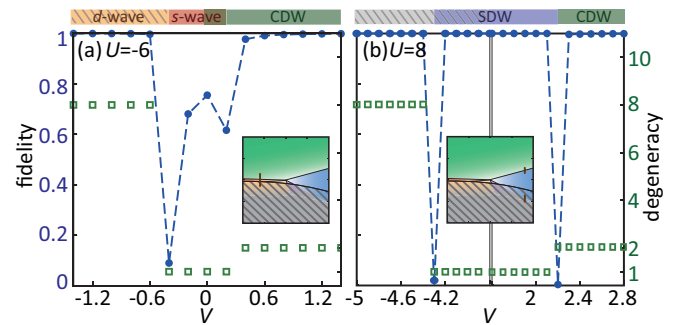 d-wave s-wave CDW SDW CDW
(a) U=-6 (b) U=8
fidelity
1
0.8
0.6
0.4
0.2
0
-1.2 -0.6 0 0.6 1.2
V
-5 -4.6 -4.2 2 2.4 2.8
V
10
8
6
4
2
1
degeneracy